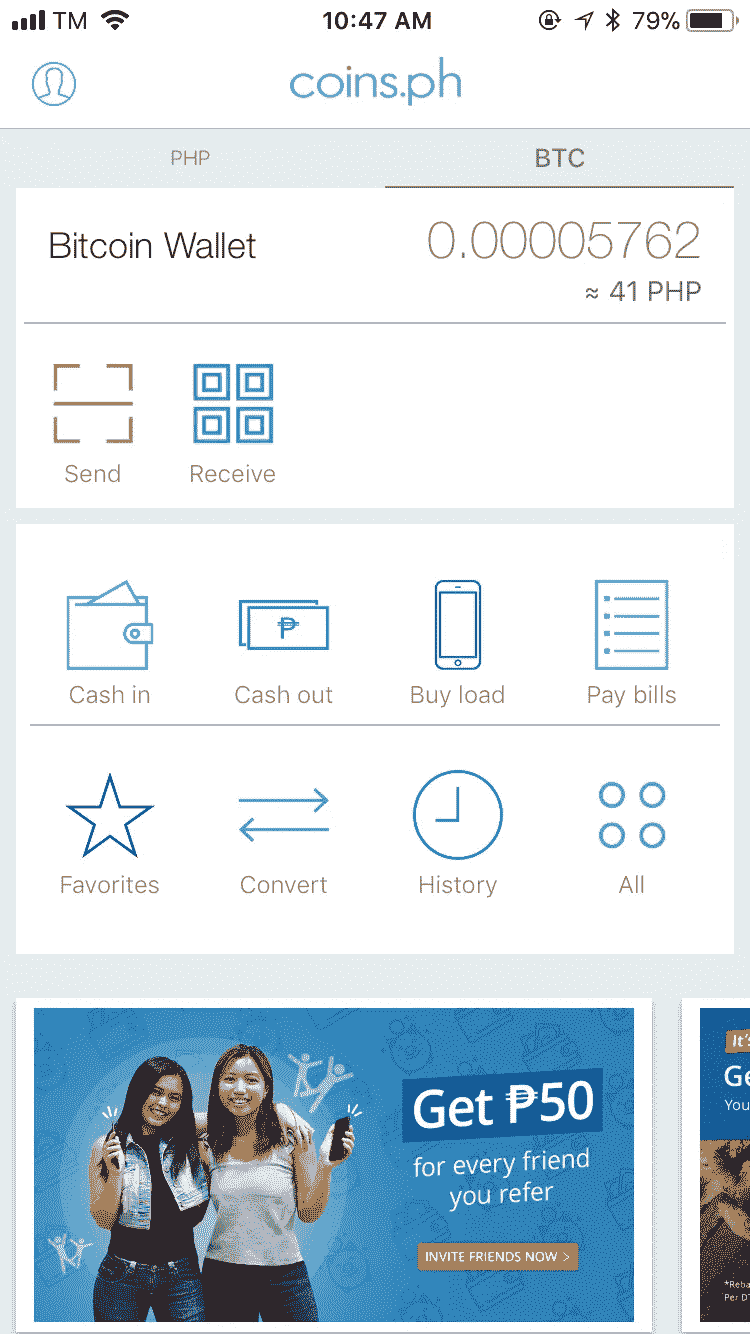 TM 10:47 AM 79%
coins.ph
PHP BTC
Bitcoin Wallet 0.00005762
≈ 41 PHP
Send Receive
₱
Cash in Cash out Buy load Pay bills
Favorites Convert History All
Get ₱50
for every friend
you refer
INVITE FRIENDS NOW >
It's
Ge
You
*Reba
Per D